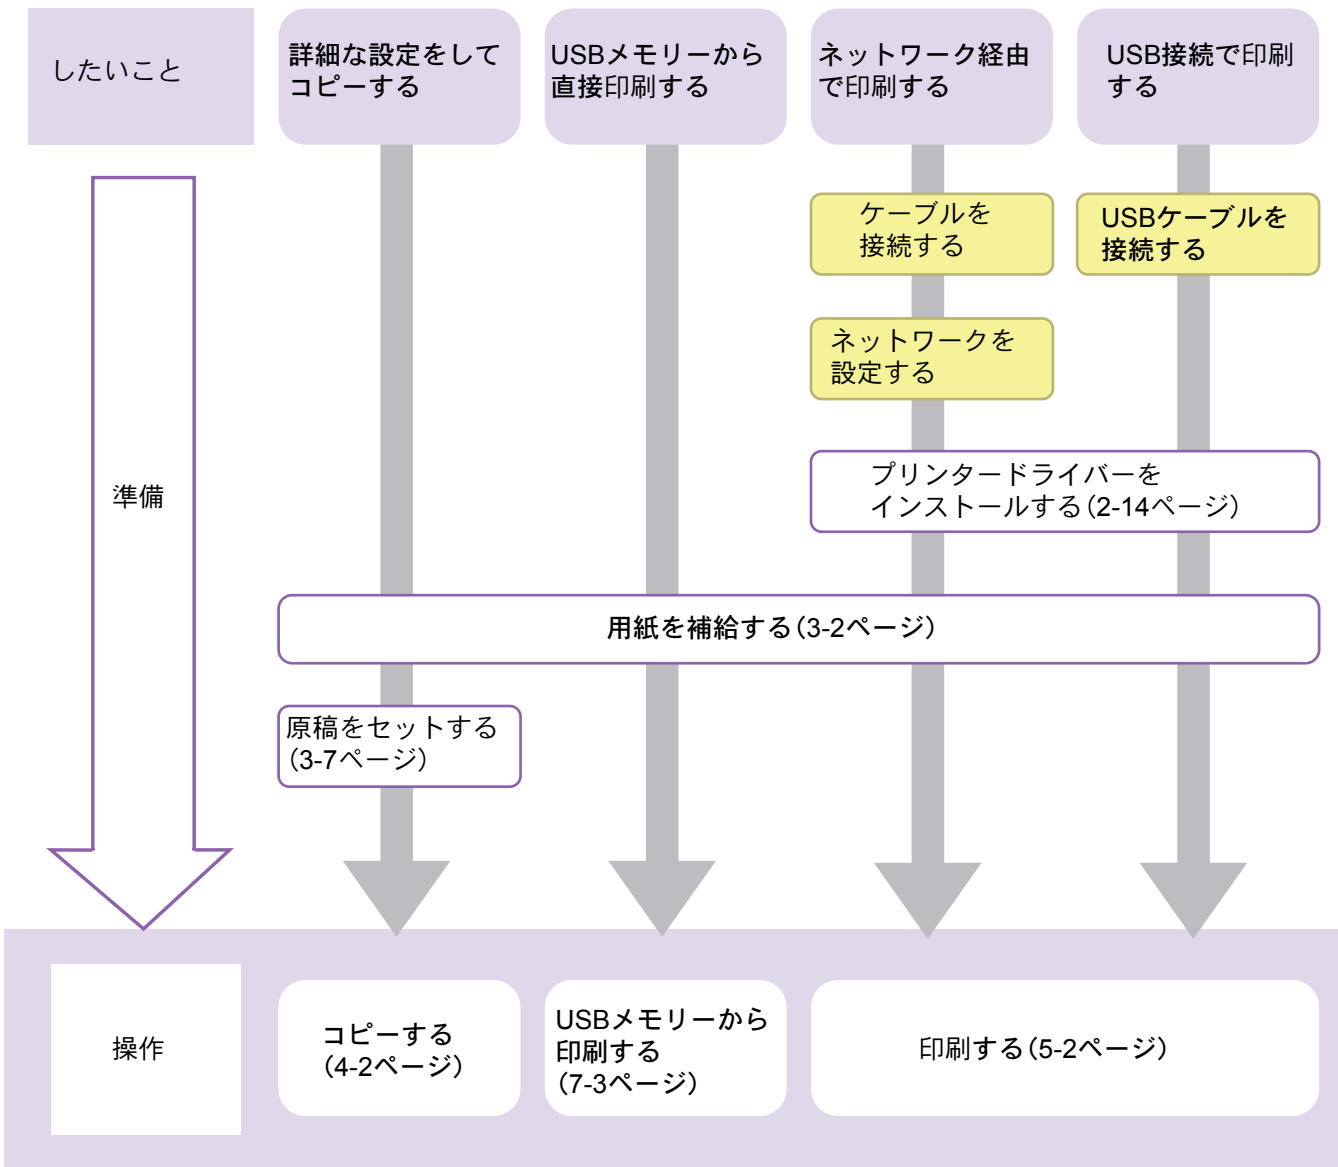 したいこと
詳細な設定をして
コピーする
USBメモリーから
直接印刷する
ネットワーク経由
で印刷する
USB接続で印刷
する
ケーブルを
接続する
USBケーブルを
接続する
ネットワークを
設定する
準備
プリンタードライバーを
インストールする(2-14ページ)
用紙を補給する(3-2ページ)
原稿をセットする
(3-7ページ)
操作
コピーする
(4-2ページ)
USBメモリーから
印刷する
(7-3ページ)
印刷する(5-2ページ)